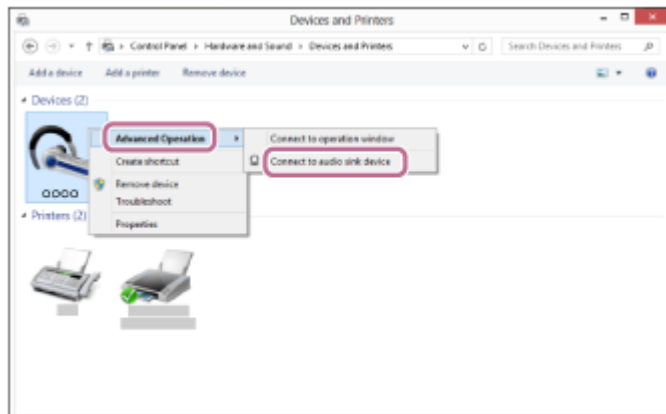 Devices and Printers
Control Panel › Hardware and Sound › Devices and Printers
Search Devices and Printers
Add a device Add a printer Remove device
Devices (2)
Advanced Operation
Connect to operation window
Create shortcut
Connect to audio sink device
Remove device
OOOO
Troubleshoot
Printers (2)
Properties